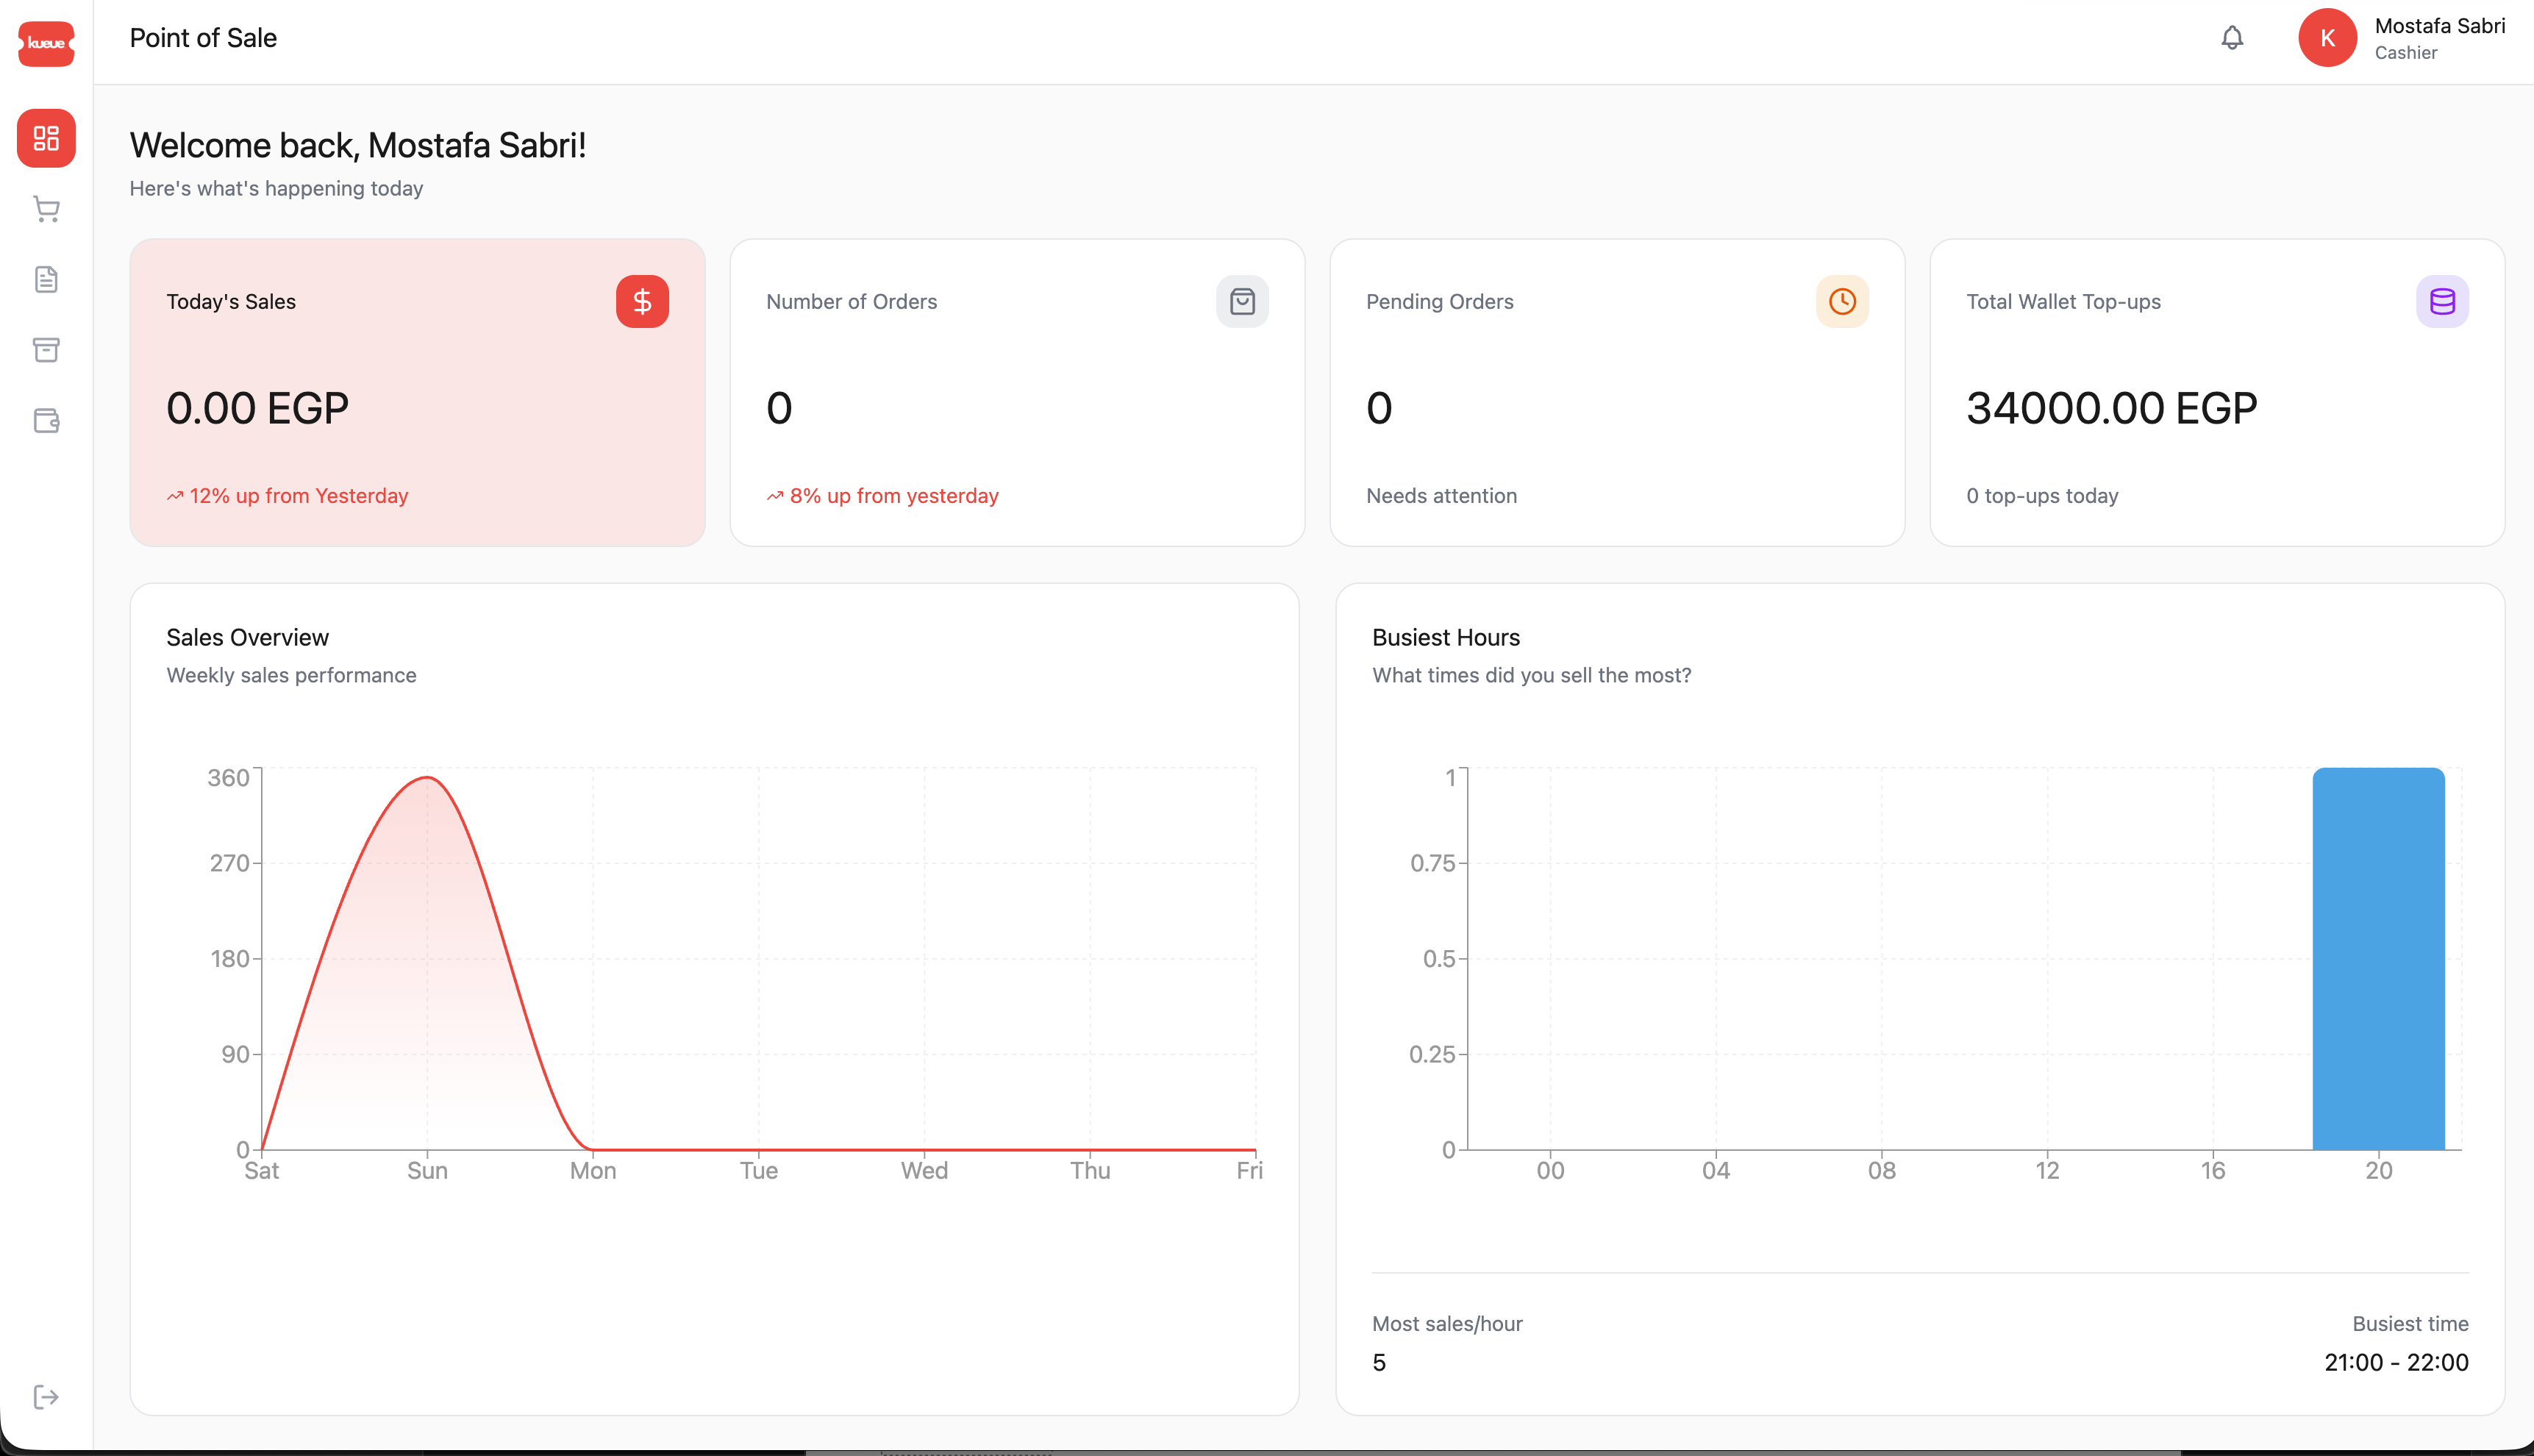 kueue
Point of Sale
K
Mostafa Sabri
Cashier
Welcome back, Mostafa Sabri!
Here's what's happening today
Today's Sales
0.00 EGP
12% up from Yesterday
Number of Orders
0
8% up from yesterday
Pending Orders
0
Needs attention
Total Wallet Top-ups
34000.00 EGP
0 top-ups today
Sales Overview
Weekly sales performance
360
270
180
90
0
Sat Sun Mon Tue Wed Thu Fri
Busiest Hours
What times did you sell the most?
1
0.75
0.5
0.25
0
00 04 08 12 16 20
Most sales/hour
5
Busiest time
21:00 - 22:00